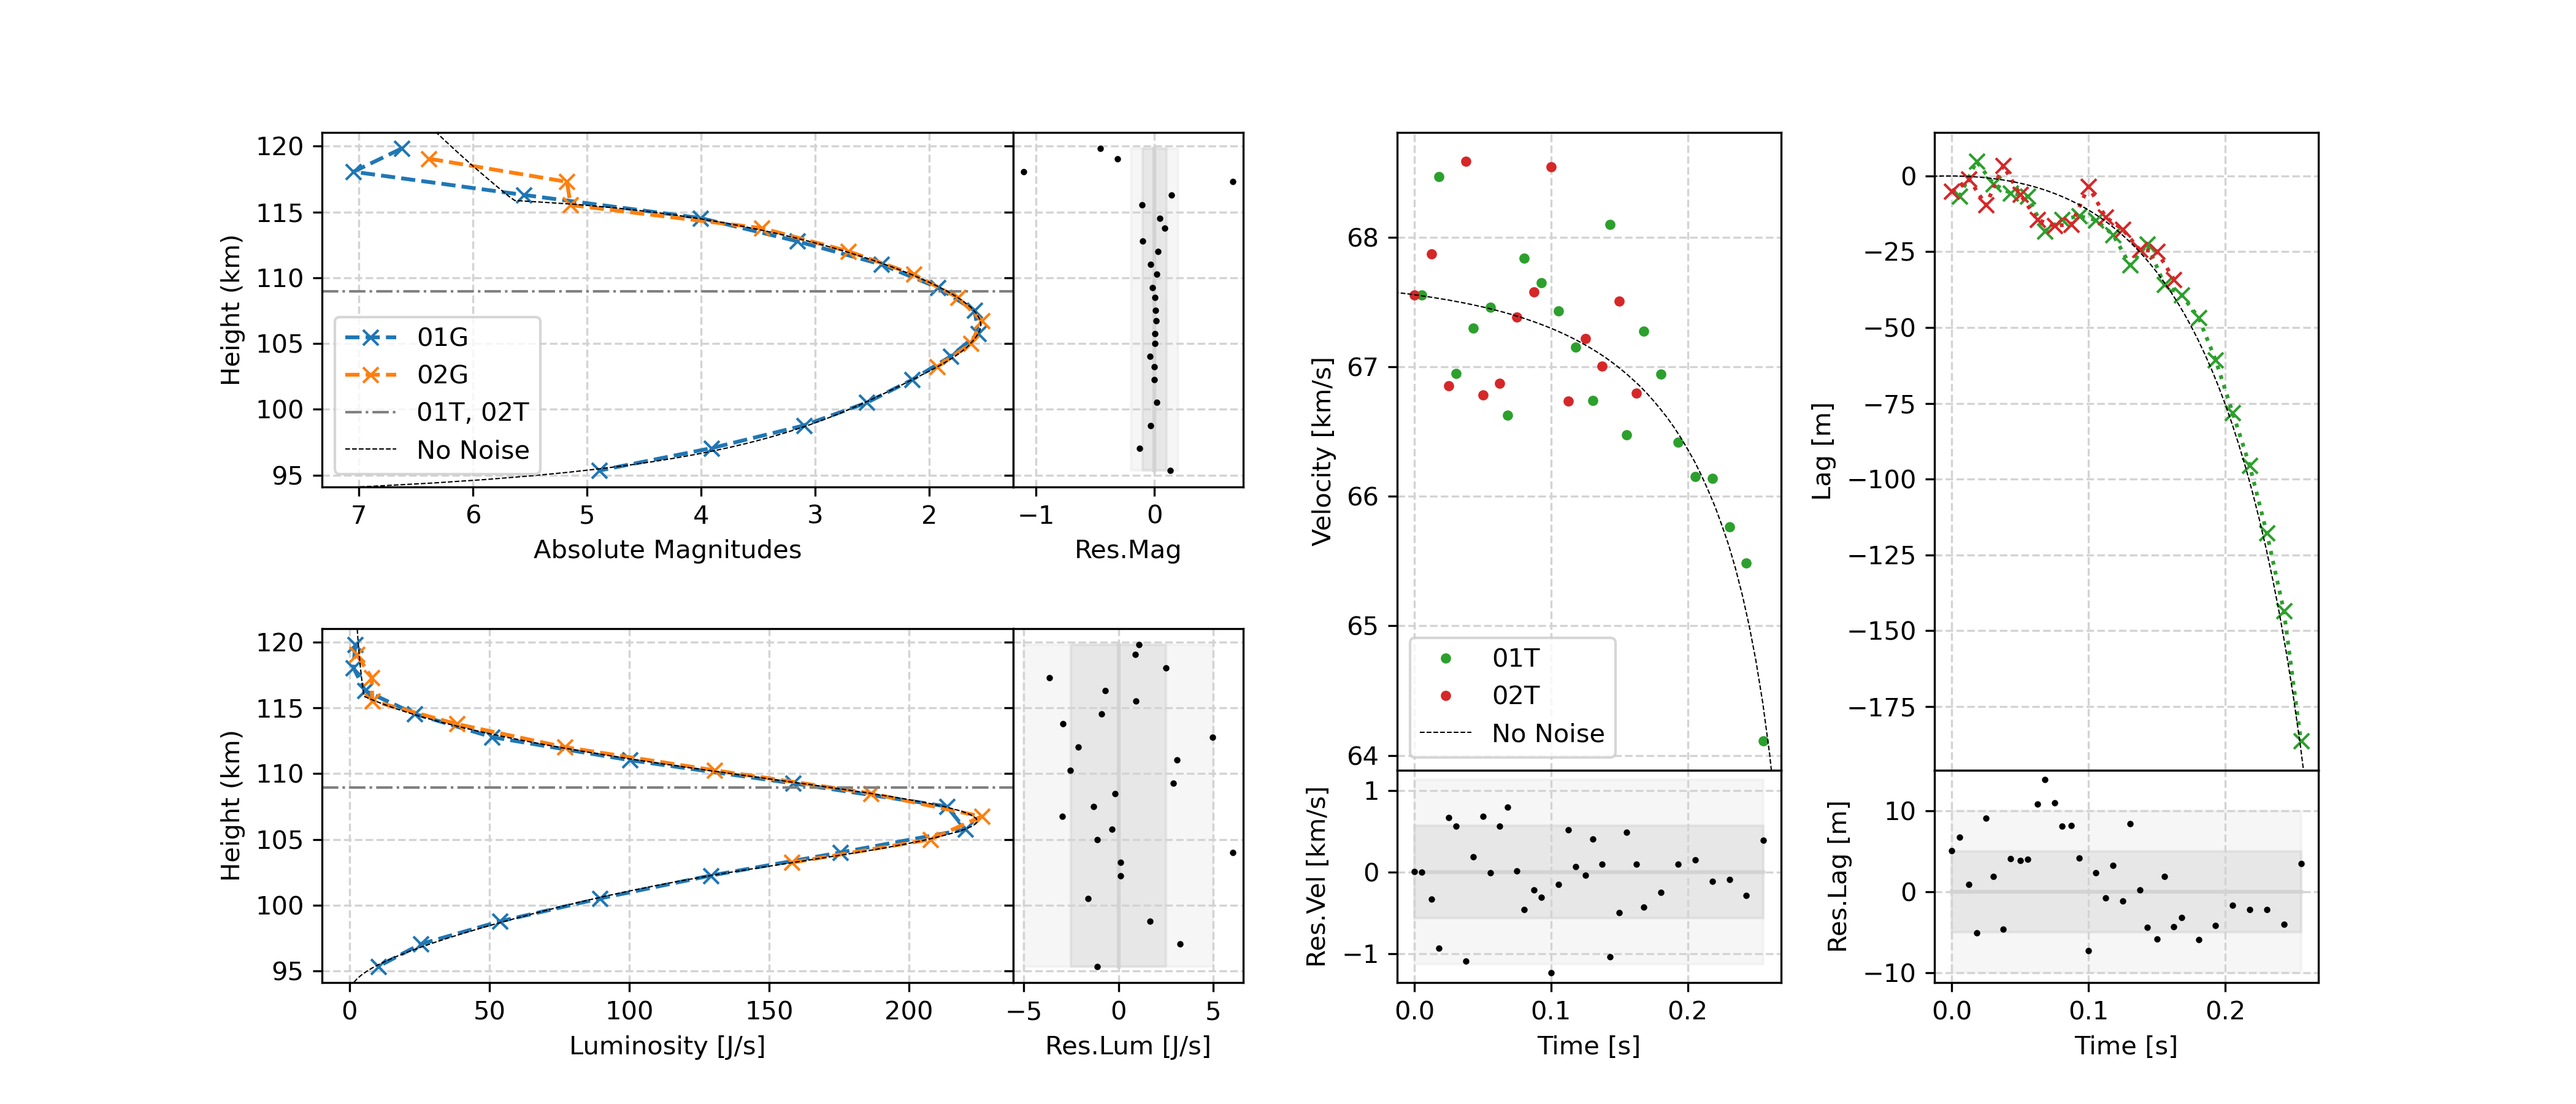 120
115
110
105
100
95
Height (km)
01G
02G
01T, 02T
No Noise
7 6 5 4 3 2
Absolute Magnitudes
−1 0
Res.Mag
120
115
110
105
100
95
Height (km)
0 50 100 150 200
Luminosity [J/s]
−5 0 5
Res.Lum [J/s]
68
67
66
65
64
Velocity [km/s]
01T
02T
No Noise
1
0
−1
Res.Vel [km/s]
0.0 0.1 0.2
Time [s]
0
−25
−50
−75
−100
−125
−150
−175
Lag [m]
10
0
−10
Res.Lag [m]
0.0 0.1 0.2
Time [s]